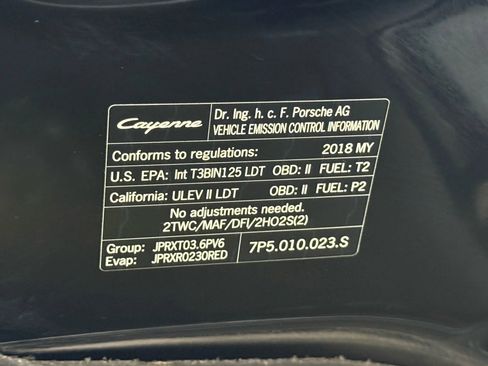 Cayenne
Dr. Ing. h. c. F. Porsche AG
VEHICLE EMISSION CONTROL INFORMATION
Conforms to regulations: 2018 MY
U.S. EPA: Int T3BIN125 LDT OBD: II FUEL: T2
California: ULEV II LDT OBD: II FUEL: P2
No adjustments needed.
2TWC/MAF/DFI/2HO2S(2)
Group: JPRXT03.6PV6
Evap: JPRXR0230RED
7P5.010.023.S